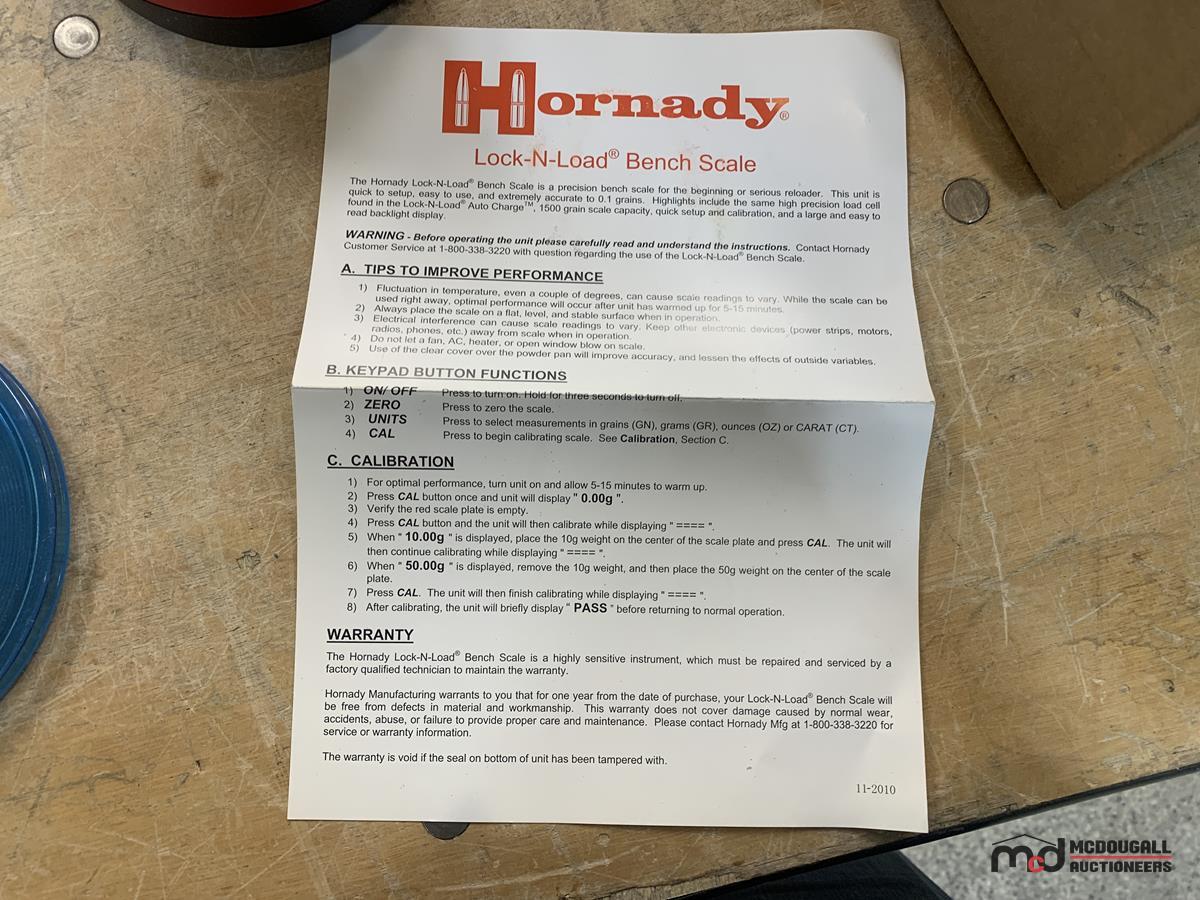 Hornady®
Lock-N-Load® Bench Scale
The Hornady Lock-N-Load® Bench Scale is a precision bench scale for the beginning or serious reloader. This unit is
quick to setup, easy to use, and extremely accurate to 0.1 grains. Highlights include the same high precision load cell
found in the Lock-N-Load® Auto Charge™, 1500 grain scale capacity, quick setup and calibration, and a large and easy to
read backlight display.
WARNING - Before operating the unit please carefully read and understand the instructions. Contact Hornady
Customer Service at 1-800-338-3220 with question regarding the use of the Lock-N-Load® Bench Scale.
A. TIPS TO IMPROVE PERFORMANCE
1) Fluctuation in temperature, even a couple of degrees, can cause scale readings to vary. While the scale can be
used right away, optimal performance will occur after unit has warmed up for 5-15 minutes.
2) Always place the scale on a flat, level, and stable surface when in operation.
3) Electrical interference can cause scale readings to vary. Keep other electronic devices (power strips, motors,
radios, phones, etc.) away from scale when in operation.
4) Do not let a fan, AC, heater, or open window blow on scale.
5) Use of the clear cover over the powder pan will improve accuracy, and lessen the effects of outside variables.
B. KEYPAD BUTTON FUNCTIONS
1) ON/ OFF Press to turn on. Hold for three seconds to turn off.
2) ZERO Press to zero the scale.
3) UNITS Press to select measurements in grains (GN), grams (GR), ounces (OZ) or CARAT (CT).
4) CAL Press to begin calibrating scale. See Calibration, Section C.
C. CALIBRATION
1) For optimal performance, turn unit on and allow 5-15 minutes to warm up.
2) Press CAL button once and unit will display " 0.00g ".
3) Verify the red scale plate is empty.
4) Press CAL button and the unit will then calibrate while displaying " ==== ".
5) When " 10.00g " is displayed, place the 10g weight on the center of the scale plate and press CAL. The unit will
then continue calibrating while displaying " ==== ".
6) When " 50.00g " is displayed, remove the 10g weight, and then place the 50g weight on the center of the scale
plate.
7) Press CAL. The unit will then finish calibrating while displaying " ==== ".
8) After calibrating, the unit will briefly display " PASS " before returning to normal operation.
WARRANTY
The Hornady Lock-N-Load® Bench Scale is a highly sensitive instrument, which must be repaired and serviced by a
factory qualified technician to maintain the warranty.
Hornady Manufacturing warrants to you that for one year from the date of purchase, your Lock-N-Load® Bench Scale will
be free from defects in material and workmanship. This warranty does not cover damage caused by normal wear,
accidents, abuse, or failure to provide proper care and maintenance. Please contact Hornady Mfg at 1-800-338-3220 for
service or warranty information.
The warranty is void if the seal on bottom of unit has been tampered with.
11-2010
mcd MCDOUGALL
AUCTIONEERS